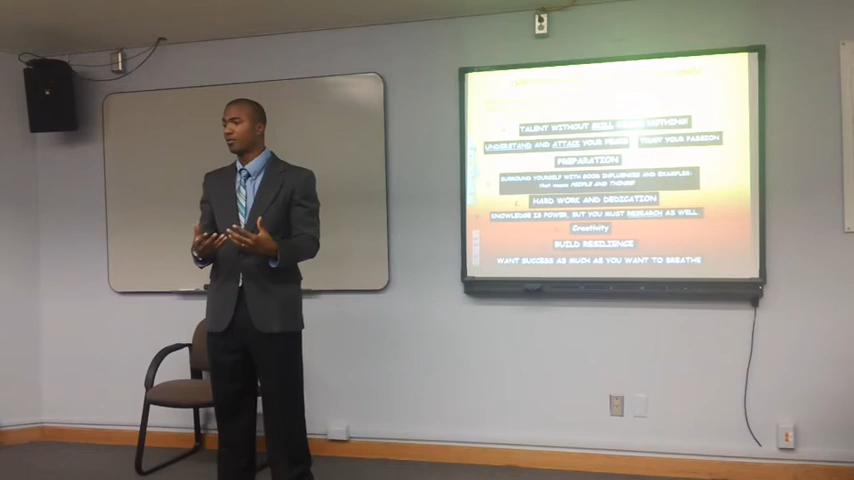 TALENT WITHOUT SKILL NOTHING!
UNDERSTAND AND ATTACK YOUR FEARS TRUST YOUR PASSION
PREPARATION
SURROUND YOURSELF WITH GOOD INFLUENCES AND EXAMPLES-
that means PEOPLE AND THINGS!
HARD WORK AND DEDICATION
KNOWLEDGE IS POWER, BUT YOU MUST RESEARCH AS WELL
Creativity
BUILD RESILIENCE
WANT SUCCESS AS MUCH AS YOU WANT TO BREATHE